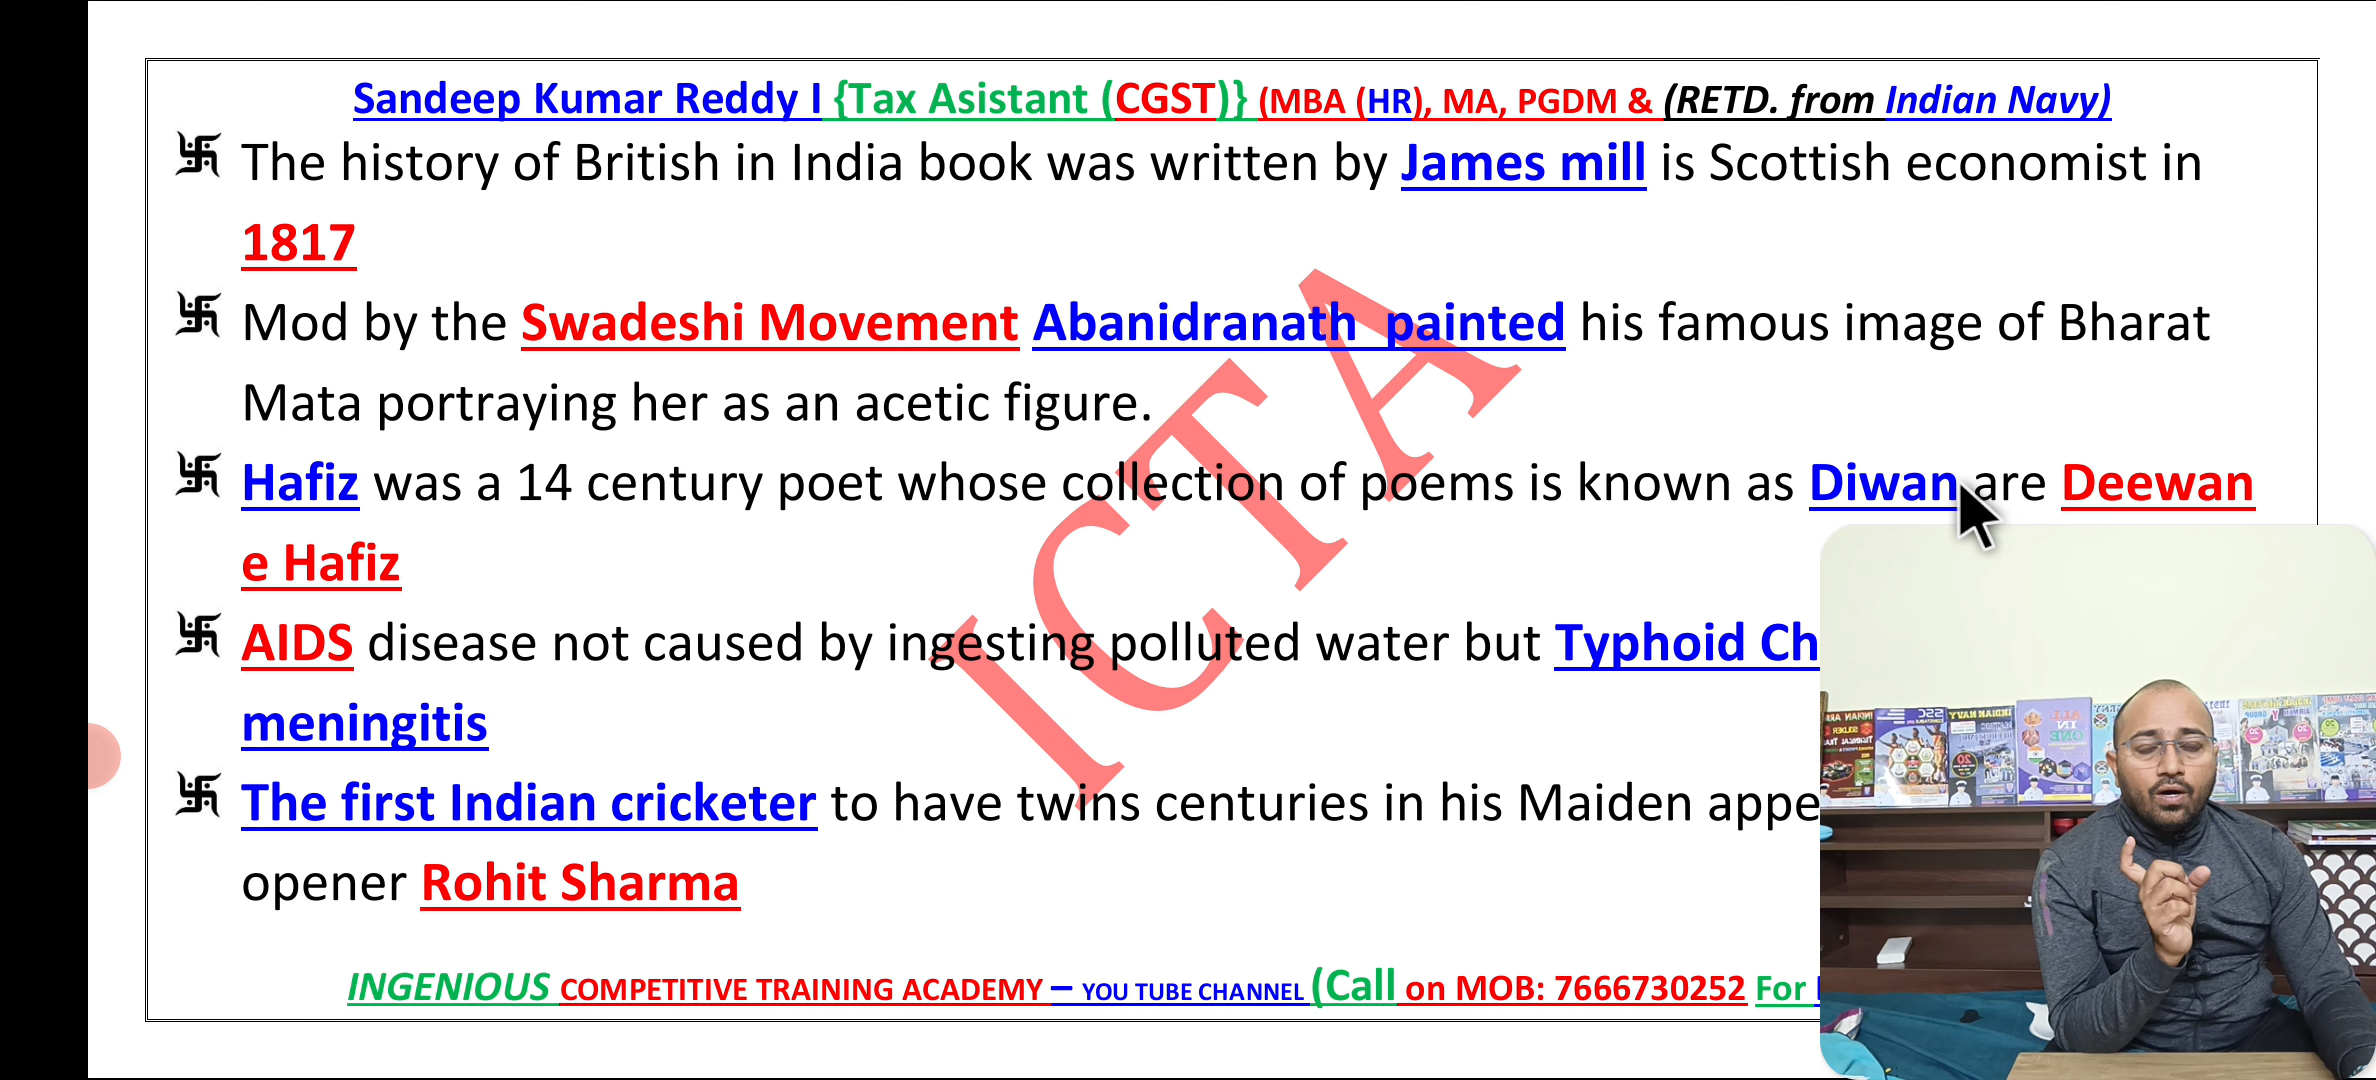 Sandeep Kumar Reddy I {Tax Asistant (CGST)} (MBA (HR), MA, PGDM & (RETD. from Indian Navy)
The history of British in India book was written by James mill is Scottish economist in
1817
Mod by the Swadeshi Movement Abanidranath painted his famous image of Bharat
Mata portraying her as an acetic figure.
Hafiz was a 14 century poet whose collection of poems is known as Diwan are Deewan
e Hafiz
AIDS disease not caused by ingesting polluted water but Typhoid Ch
meningitis
The first Indian cricketer to have twins centuries in his Maiden appe
opener Rohit Sharma
ICTA
INGENIOUS COMPETITIVE TRAINING ACADEMY – YOU TUBE CHANNEL (Call on MOB: 7666730252 For